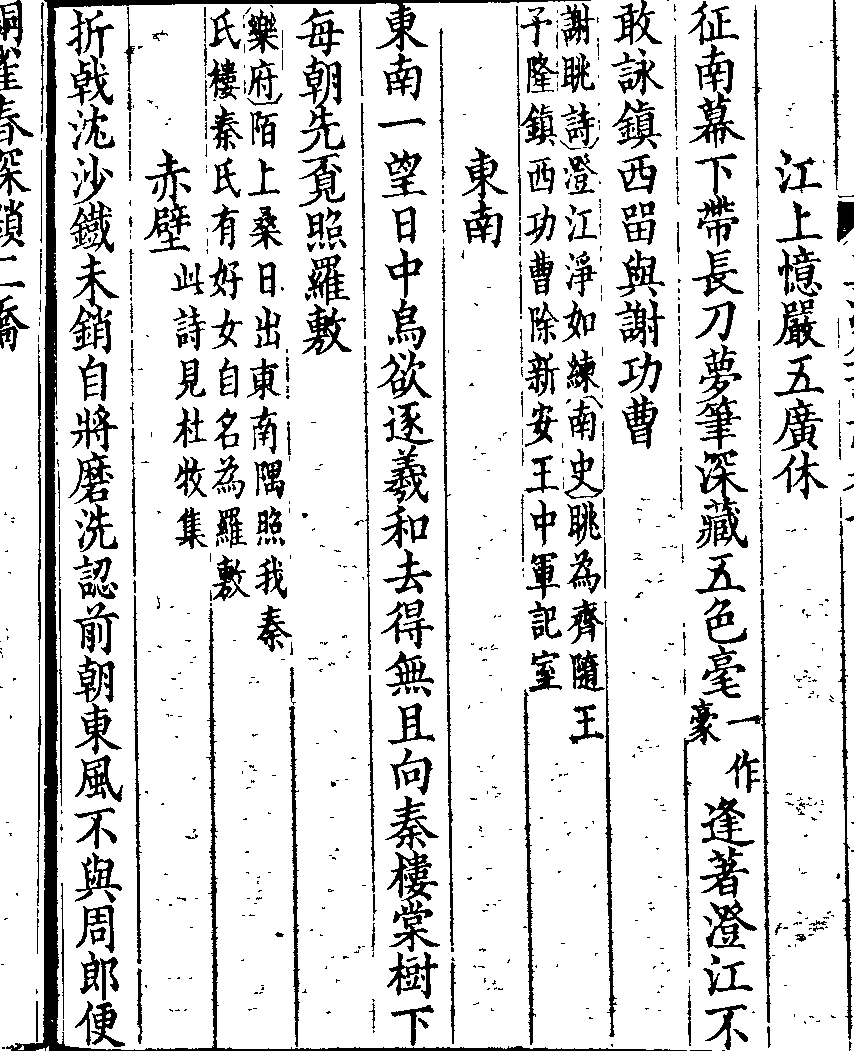 江上憶嚴五廣休
征南幕下帶長刀夢筆深藏五色毫一作豪逢著澄江不
敢詠鎮西畱與謝功曹
謝眺詩澄江淨如練南史眺為齊隨王
予隆鎮西功曹除新安王中軍記室
東南
東南一望日中烏欲逐羲和去得無且向秦樓棠樹下
每朝先覔照羅敷
樂府陌上桑日出東南隅照我秦
氏樓秦氏有好女自名為羅敷
赤壁此詩見杜牧集
折戟沈沙鐵未銷自將磨洗認前朝東風不與周郎便
銅雀春深鎖二喬